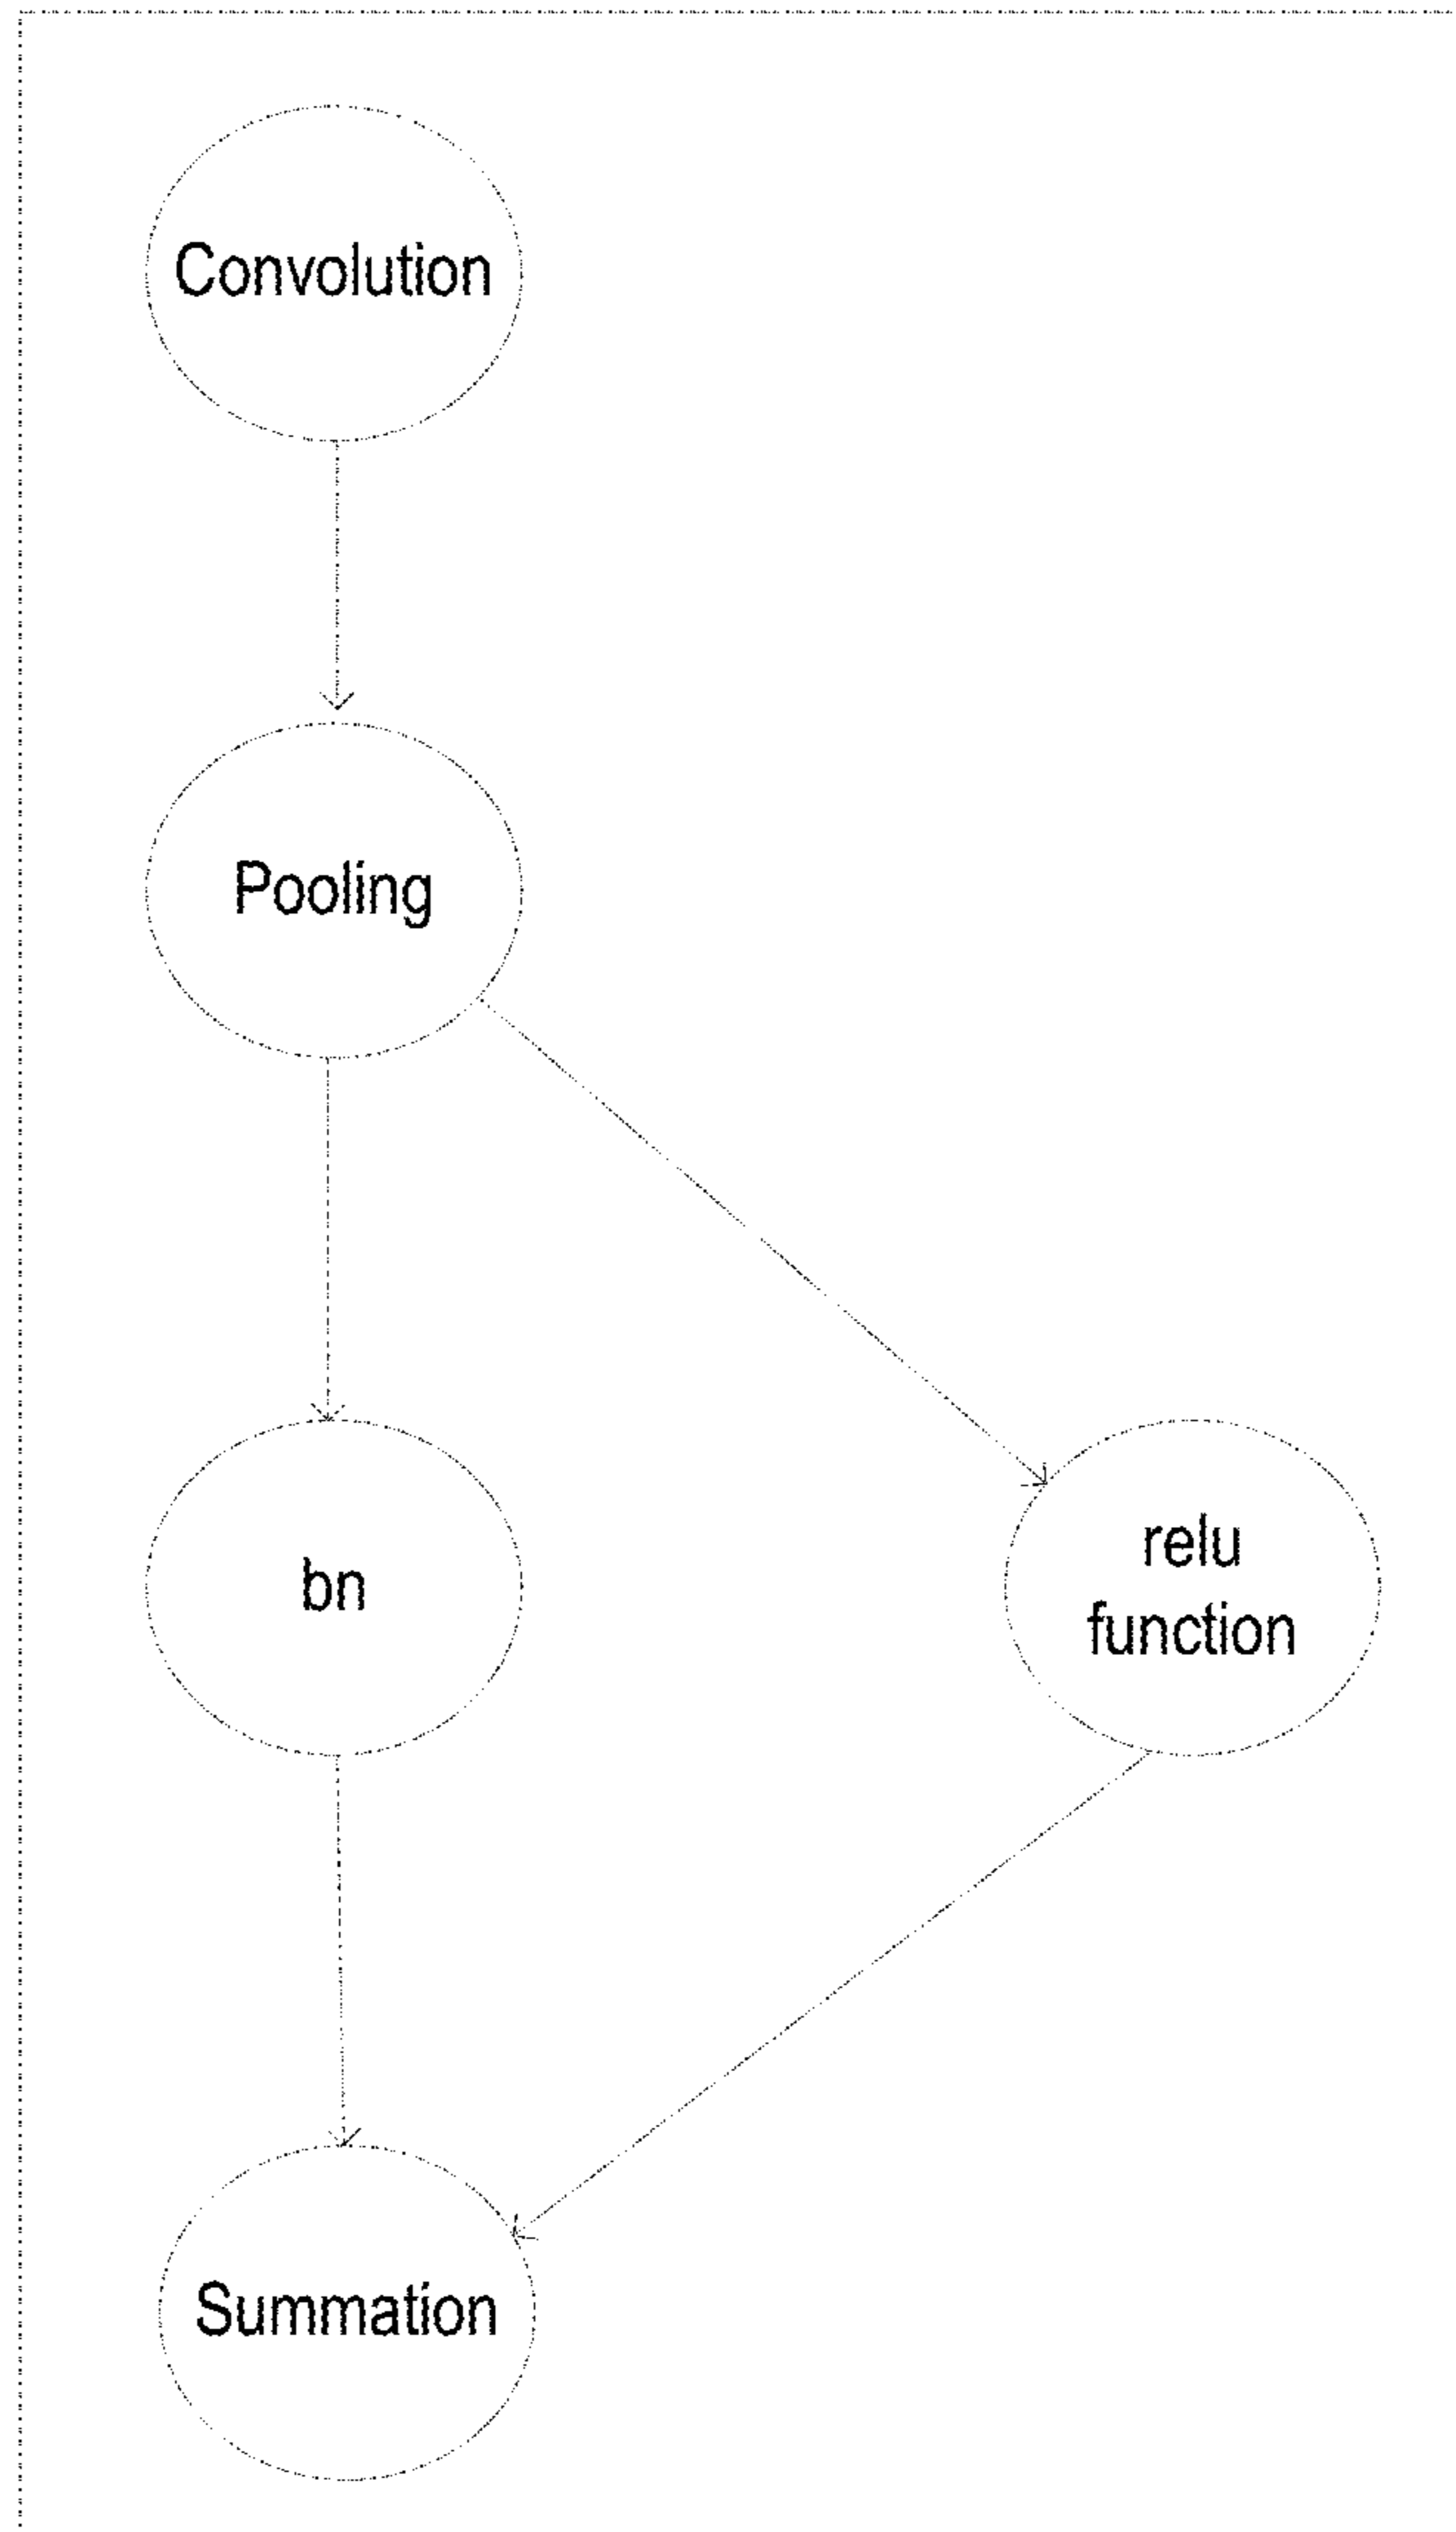 Convolution
Pooling
bn
relu
function
Summation